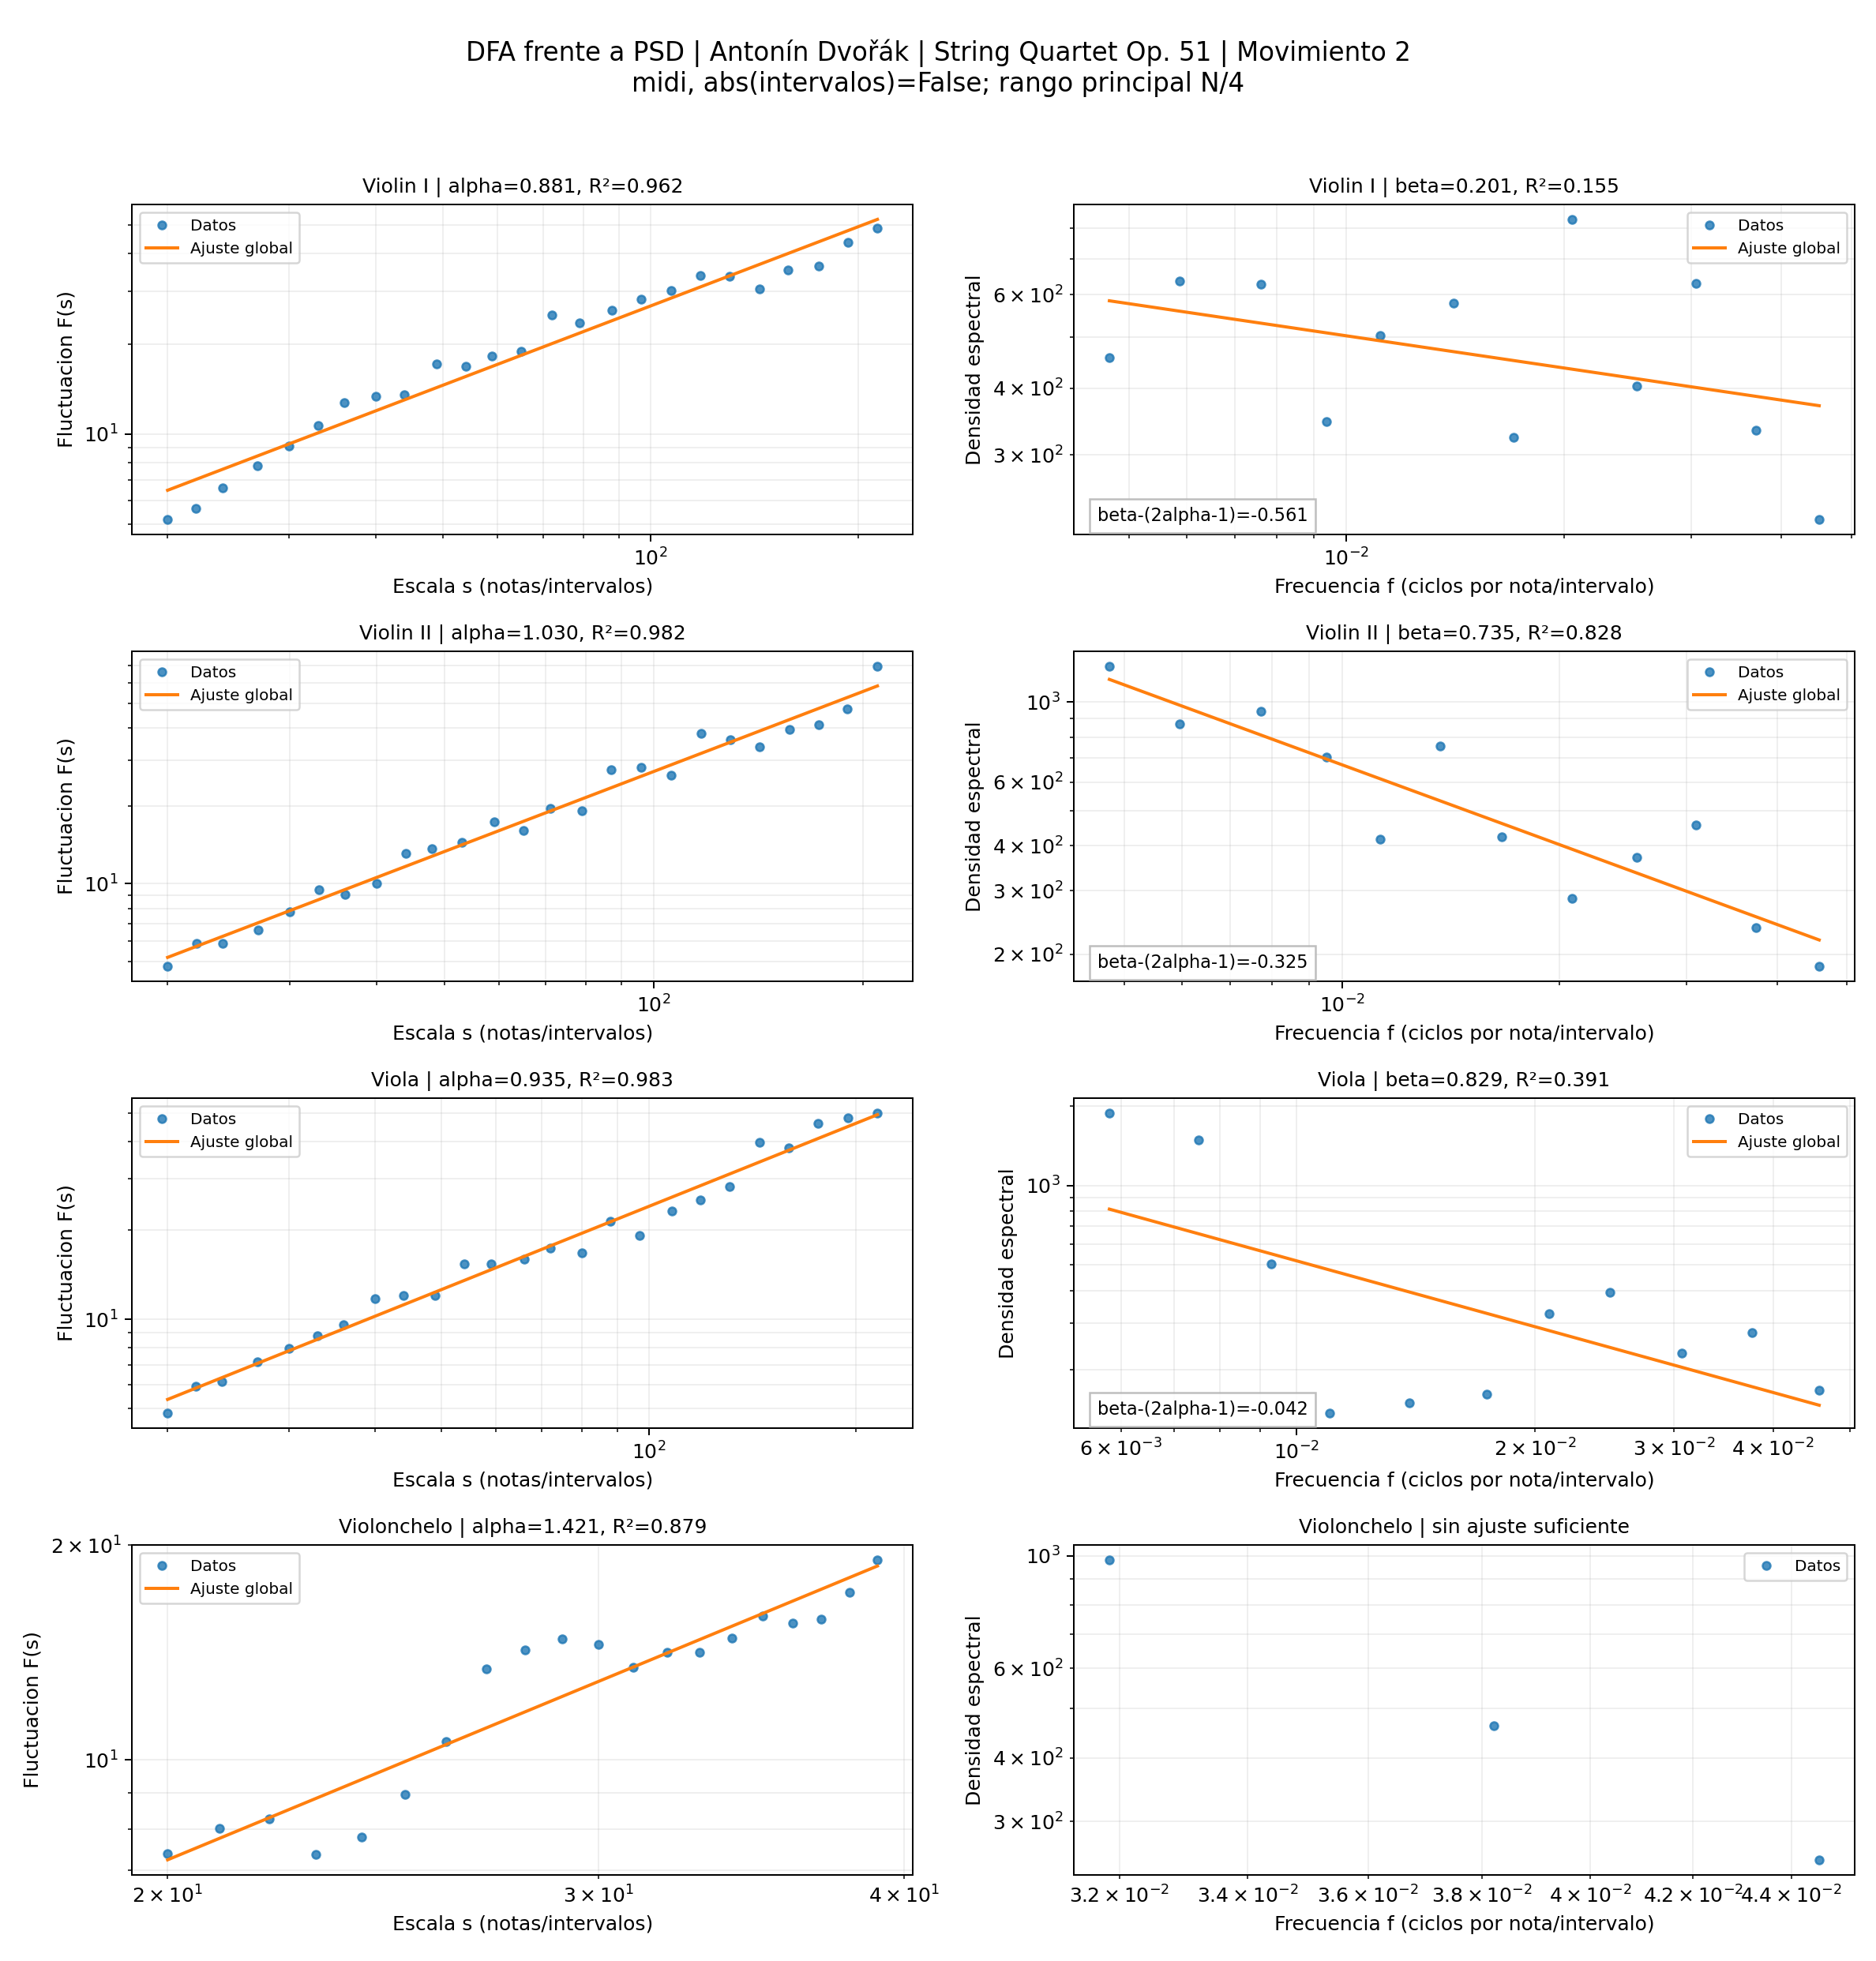 DFA frente a PSD | Antonín Dvořák | String Quartet Op. 51 | Movimiento 2
midi, abs(intervalos)=False; rango principal N/4
Violin I | alpha=0.881, R²=0.962
Datos
Ajuste global
Fluctuacion F(s)
10¹
10²
Escala s (notas/intervalos)
Violin I | beta=0.201, R²=0.155
Datos
Ajuste global
Densidad espectral
6 × 10²
4 × 10²
3 × 10²
beta-(2alpha-1)=-0.561
10⁻²
Frecuencia f (ciclos por nota/intervalo)
Violin II | alpha=1.030, R²=0.982
Datos
Ajuste global
Fluctuacion F(s)
10¹
10²
Escala s (notas/intervalos)
Violin II | beta=0.735, R²=0.828
Datos
Ajuste global
Densidad espectral
10³
6 × 10²
4 × 10²
3 × 10²
2 × 10²
beta-(2alpha-1)=-0.325
10⁻²
Frecuencia f (ciclos por nota/intervalo)
Viola | alpha=0.935, R²=0.983
Datos
Ajuste global
Fluctuacion F(s)
10¹
10²
Escala s (notas/intervalos)
Viola | beta=0.829, R²=0.391
Datos
Ajuste global
Densidad espectral
10³
beta-(2alpha-1)=-0.042
6 × 10⁻³ 10⁻² 2 × 10⁻² 3 × 10⁻² 4 × 10⁻²
Frecuencia f (ciclos por nota/intervalo)
Violonchelo | alpha=1.421, R²=0.879
Datos
Ajuste global
Fluctuacion F(s)
2 × 10¹
10¹
2 × 10¹ 3 × 10¹ 4 × 10¹
Escala s (notas/intervalos)
Violonchelo | sin ajuste suficiente
Datos
Densidad espectral
10³
6 × 10²
4 × 10²
3 × 10²
3.2 × 10⁻² 3.4 × 10⁻² 3.6 × 10⁻² 3.8 × 10⁻² 4 × 10⁻² 4.2 × 10⁻² 4.4 × 10⁻²
Frecuencia f (ciclos por nota/intervalo)